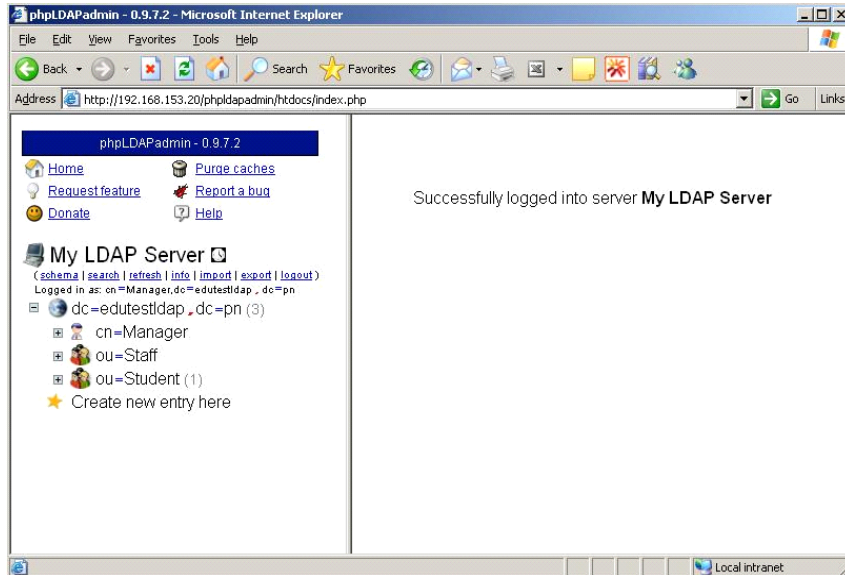 phpLDAPadmin - 0.9.7.2 - Microsoft Internet Explorer
File Edit View Favorites Tools Help
Back Search Favorites
Address http://192.168.153.20/phpldapadmin/htdocs/index.php Go Links
phpLDAPadmin - 0.9.7.2
Home Purge caches
Request feature Report a bug
Donate Help
My LDAP Server
(schema | search | refresh | info | import | export | logout)
Logged in as: cn=Manager,dc=edutestldap , dc=pn
dc=edutestldap , dc=pn (3)
cn=Manager
ou=Staff
ou=Student (1)
Create new entry here
Successfully logged into server My LDAP Server
Local intranet